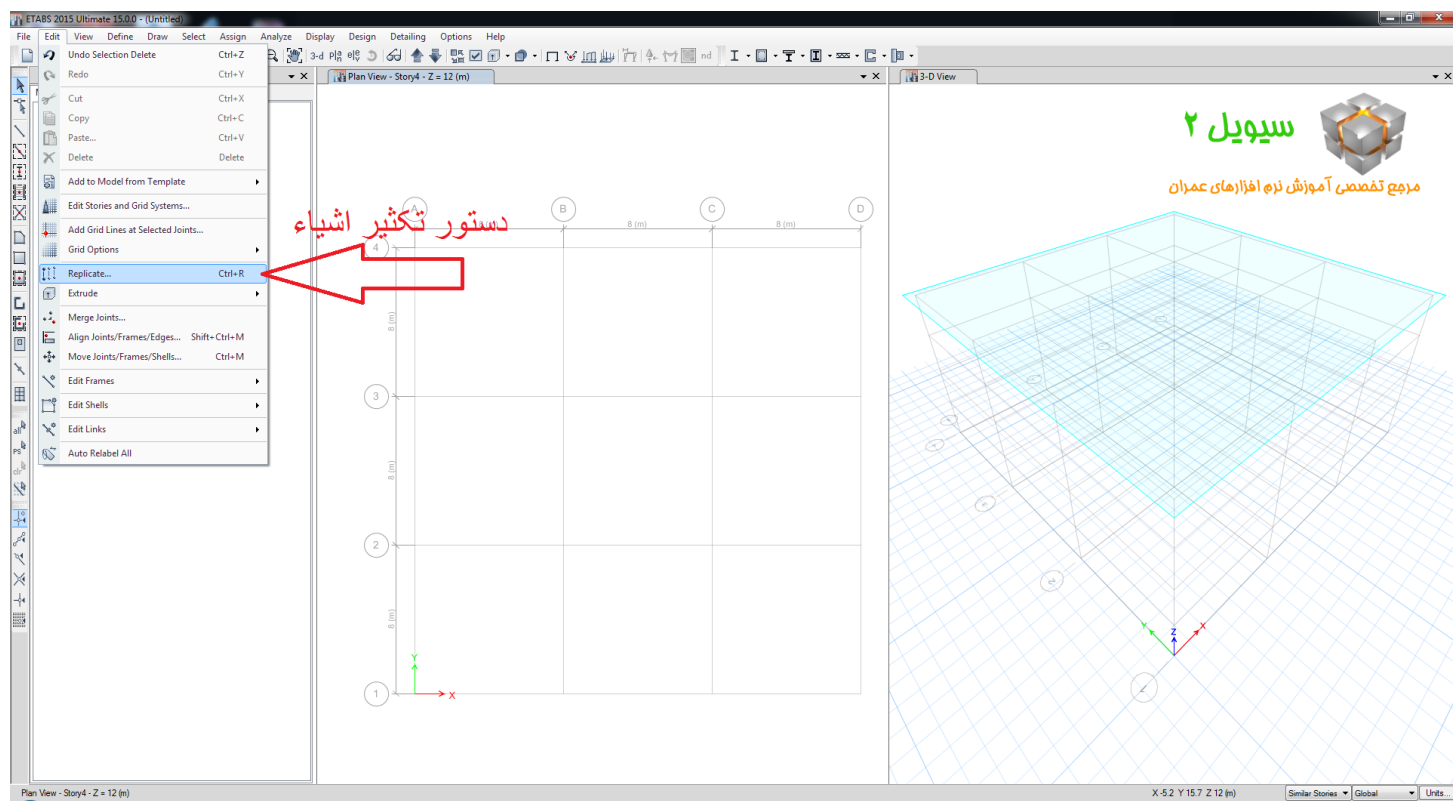 ETABS 2015 Ultimate 15.0.0 - (Untitled)
File Edit View Define Draw Select Assign Analyze Display Design Detailing Options Help
3-d
nd
Undo Selection Delete Ctrl+Z
Redo Ctrl+Y
Cut Ctrl+X
Copy Ctrl+C
Paste... Ctrl+V
Delete Delete
Add to Model from Template
Edit Stories and Grid Systems...
Add Grid Lines at Selected Joints...
Grid Options
Replicate... Ctrl+R
Extrude
Merge Joints...
Align Joints/Frames/Edges... Shift+Ctrl+M
Move Joints/Frames/Shells... Ctrl+M
Edit Frames
Edit Shells
Edit Links
Auto Relabel All
all
PS
clr
دستور تکثیر اشیاء
Plan View - Story4 - Z = 12 (m)
A B C D
8 (m) 8 (m)
4
8 (m)
3
8 (m)
2
8 (m)
1
Y
X
3-D View
سیویل ۲
مرجع تخصصی آموزش نرم افزارهای عمران
Y Z X
Plan View - Story4 - Z = 12 (m)
X -5.2 Y 15.7 Z 12 (m)
Similar Stories
Global
Units...